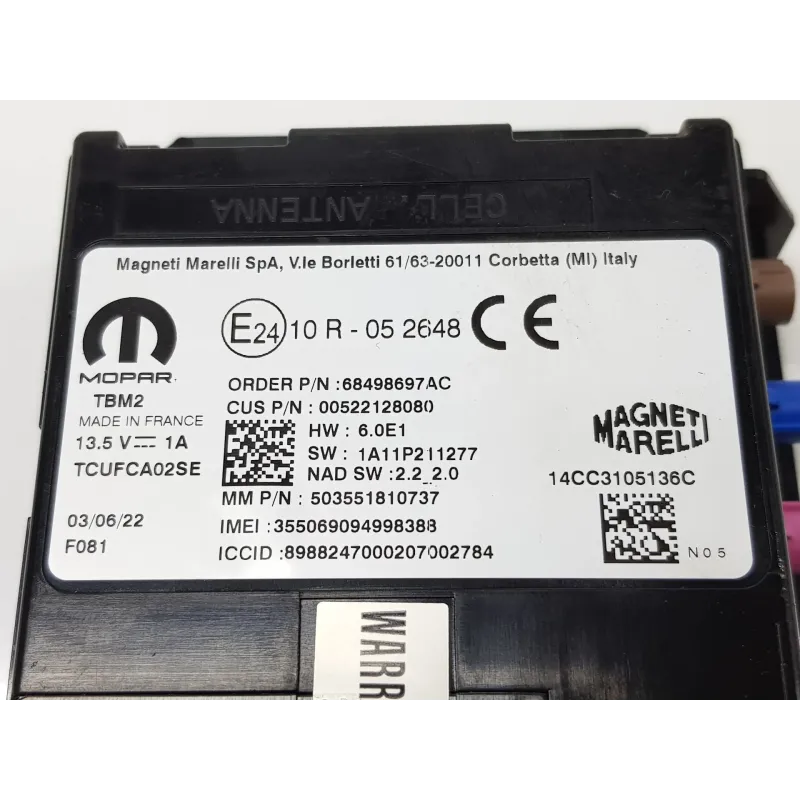 CELL. ANTENNA
Magneti Marelli SpA, V.le Borletti 61/63-20011 Corbetta (MI) Italy
E24 10 R - 05 2648 CE
MOPAR
TBM2
MADE IN FRANCE
13.5 V⎓ 1A
TCUFCA02SE
03/06/22
F081
ORDER P/N :68498697AC
CUS P/N : 00522128080
HW : 6.0E1
SW : 1A11P211277
NAD SW :2.2_2.0
MM P/N : 503551810737
IMEI :355069094998388
ICCID :8988247000207002784
MAGNETI
MARELLI
14CC3105136C
N05
WARR